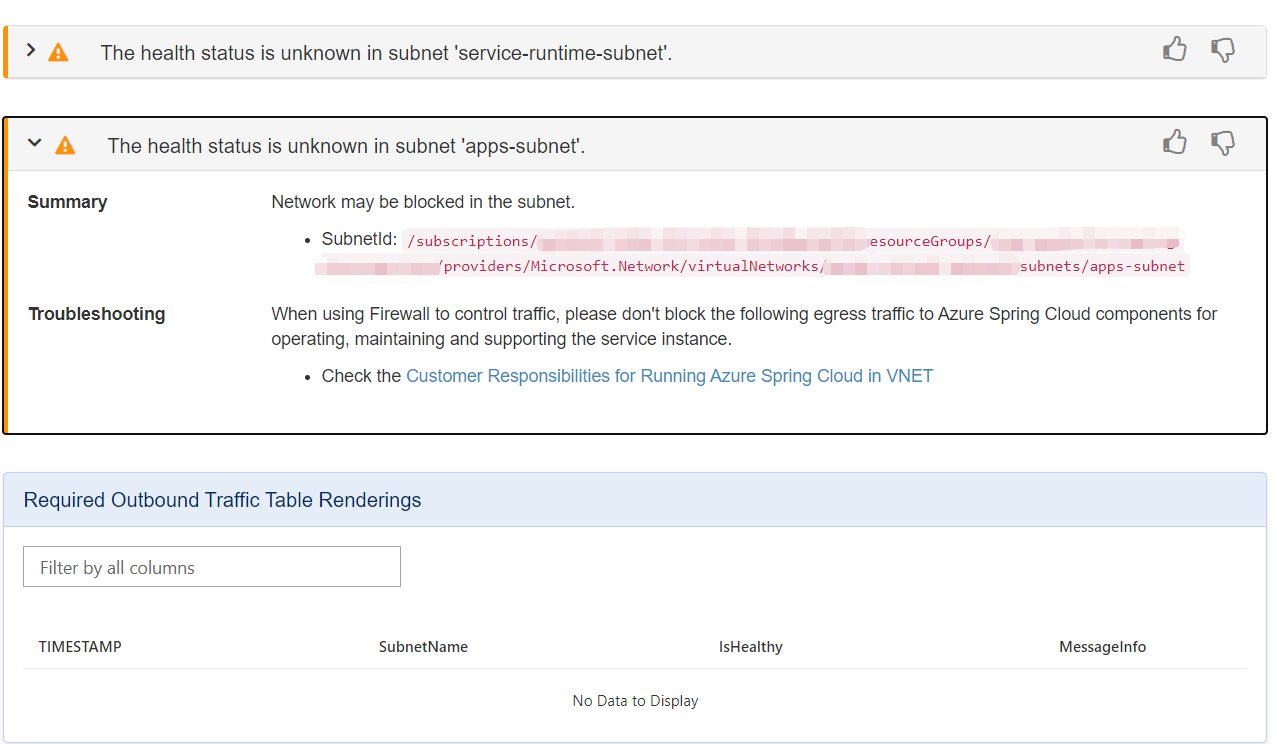 The health status is unknown in subnet 'service-runtime-subnet'.
The health status is unknown in subnet 'apps-subnet'.
Summary
Network may be blocked in the subnet.
• SubnetId: /subscriptions/ esourceGroups/
/providers/Microsoft.Network/virtualNetworks/ subnets/apps-subnet
Troubleshooting
When using Firewall to control traffic, please don't block the following egress traffic to Azure Spring Cloud components for
operating, maintaining and supporting the service instance.
• Check the Customer Responsibilities for Running Azure Spring Cloud in VNET
Required Outbound Traffic Table Renderings
Filter by all columns
TIMESTAMP SubnetName IsHealthy MessageInfo
No Data to Display